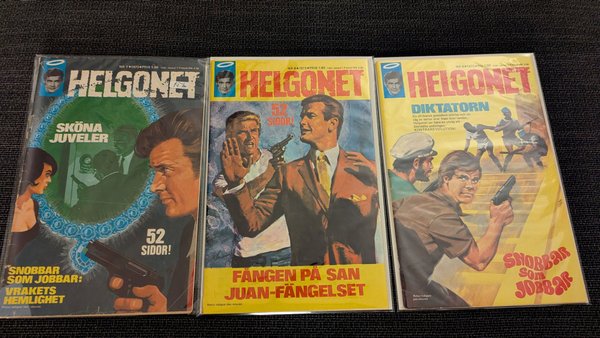 HELGONET
SKÖNA
JUVELER
52
SIDOR!
SNOBBAR
SOM JOBBAR:
VRAKETS
HEMLIGHET
HELGONET
52
SIDOR!
FÅNGEN PÅ SAN
JUAN-FÄNGELSET
HELGONET
DIKTATORN
SNOBBAR
SOM
JOBBAR